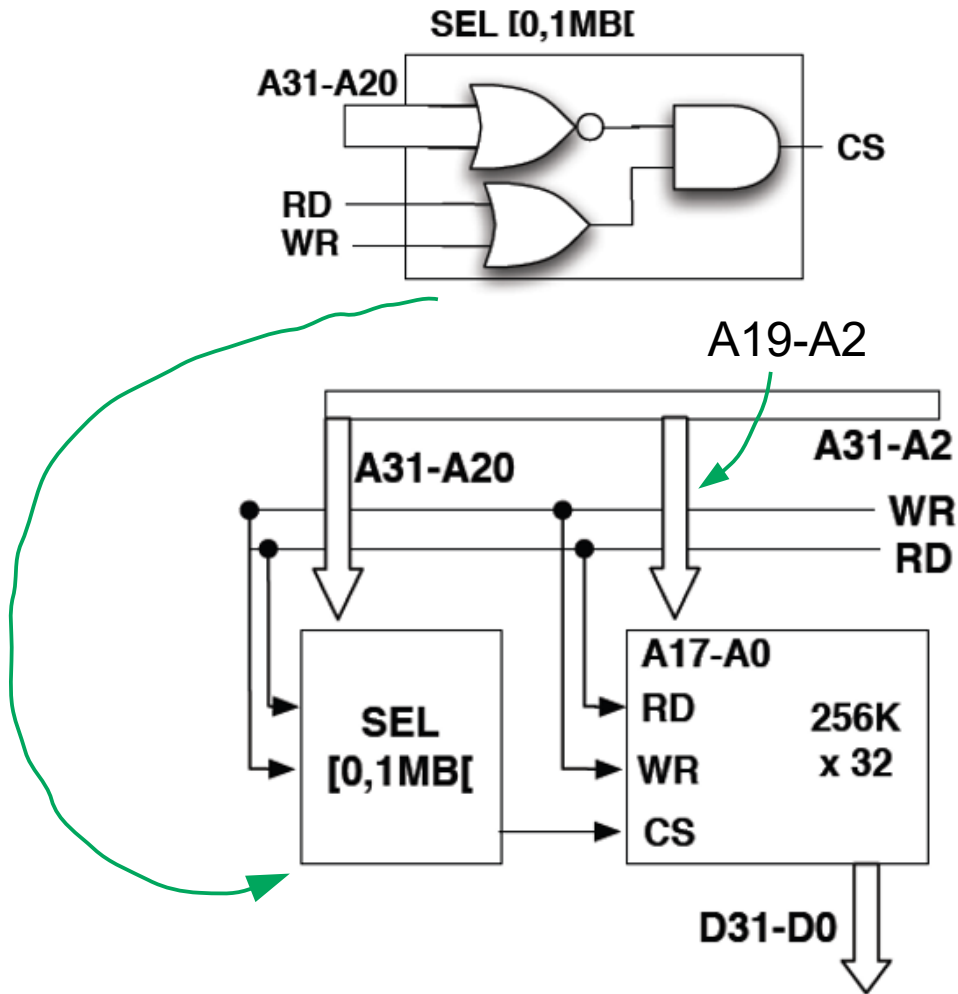 SEL [0,1MB[
A31-A20
CS
RD
WR
A19-A2
A31-A2
A31-A20
WR
RD
A17-A0
RD
256K
x 32
SEL
[0,1MB[
WR
CS
D31-D0